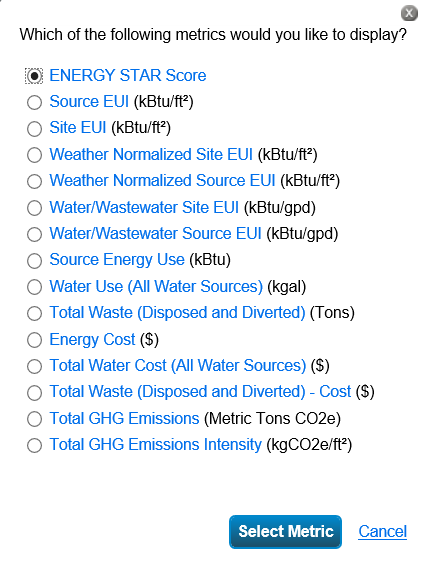 Which of the following metrics would you like to display?
ENERGY STAR Score
Source EUI (kBtu/ft²)
Site EUI (kBtu/ft²)
Weather Normalized Site EUI (kBtu/ft²)
Weather Normalized Source EUI (kBtu/ft²)
Water/Wastewater Site EUI (kBtu/gpd)
Water/Wastewater Source EUI (kBtu/gpd)
Source Energy Use (kBtu)
Water Use (All Water Sources) (kgal)
Total Waste (Disposed and Diverted) (Tons)
Energy Cost ($)
Total Water Cost (All Water Sources) ($)
Total Waste (Disposed and Diverted) - Cost ($)
Total GHG Emissions (Metric Tons CO2e)
Total GHG Emissions Intensity (kgCO2e/ft²)
Select Metric Cancel